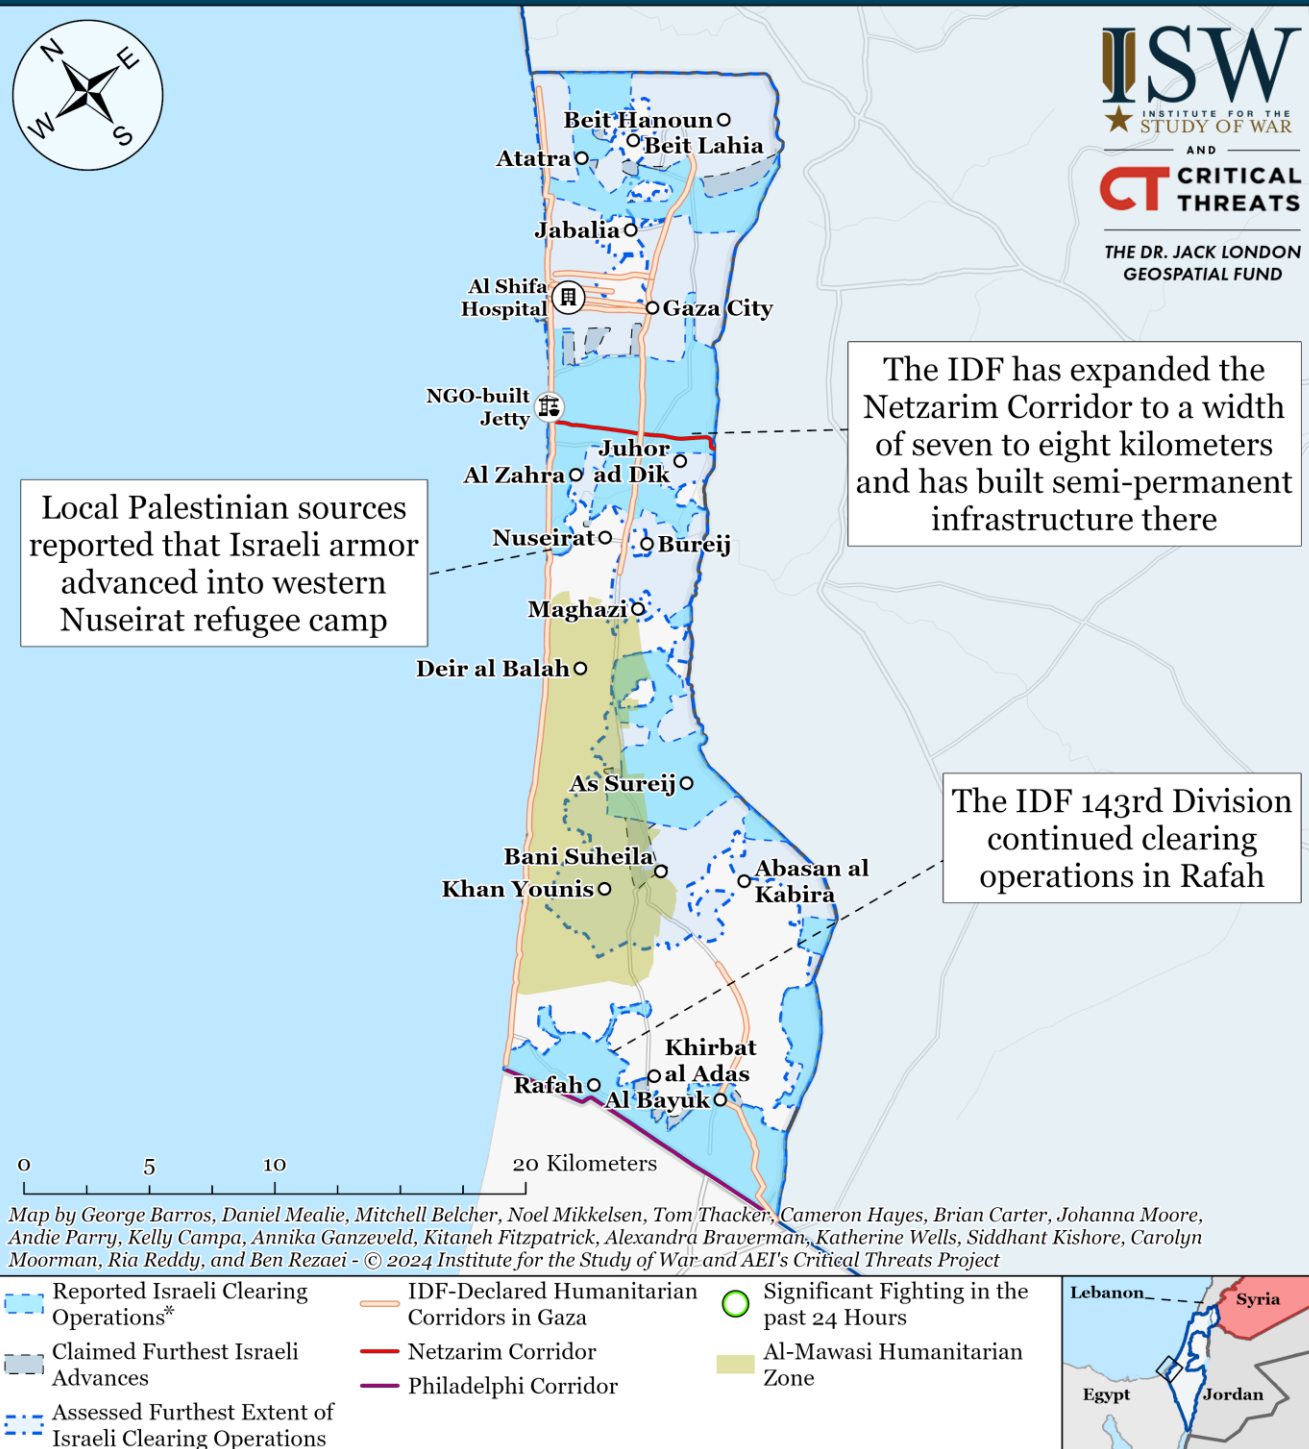 N
E
W
S
ISW
INSTITUTE FOR THE
STUDY OF WAR
AND
CT CRITICAL
THREATS
THE DR. JACK LONDON
GEOSPATIAL FUND
Beit Hanoun
Beit Lahia
Atatra
Jabalia
Al Shifa
Hospital
Gaza City
The IDF has expanded the
Netzarim Corridor to a width
of seven to eight kilometers
and has built semi-permanent
infrastructure there
NGO-built
Jetty
Juhor
ad Dik
Al Zahra
Local Palestinian sources
reported that Israeli armor
advanced into western
Nuseirat refugee camp
Nuseirat
Bureij
Maghazi
Deir al Balah
As Sureij
The IDF 143rd Division
continued clearing
operations in Rafah
Bani Suheila
Khan Younis
Abasan al
Kabira
Khirbat
al Adas
Rafah
Al Bayuk
0 5 10 20 Kilometers
Map by George Barros, Daniel Mealie, Mitchell Belcher, Noel Mikkelsen, Tom Thacker, Cameron Hayes, Brian Carter, Johanna Moore,
Andie Parry, Kelly Campa, Annika Ganzeveld, Kitaneh Fitzpatrick, Alexandra Braverman, Katherine Wells, Siddhant Kishore, Carolyn
Moorman, Ria Reddy, and Ben Rezaei - © 2024 Institute for the Study of War and AEI's Critical Threats Project
Reported Israeli Clearing
Operations*
Claimed Furthest Israeli
Advances
Assessed Furthest Extent of
Israeli Clearing Operations
IDF-Declared Humanitarian
Corridors in Gaza
Netzarim Corridor
Philadelphi Corridor
Significant Fighting in the
past 24 Hours
Al-Mawasi Humanitarian
Zone
Lebanon
Syria
Egypt
Jordan